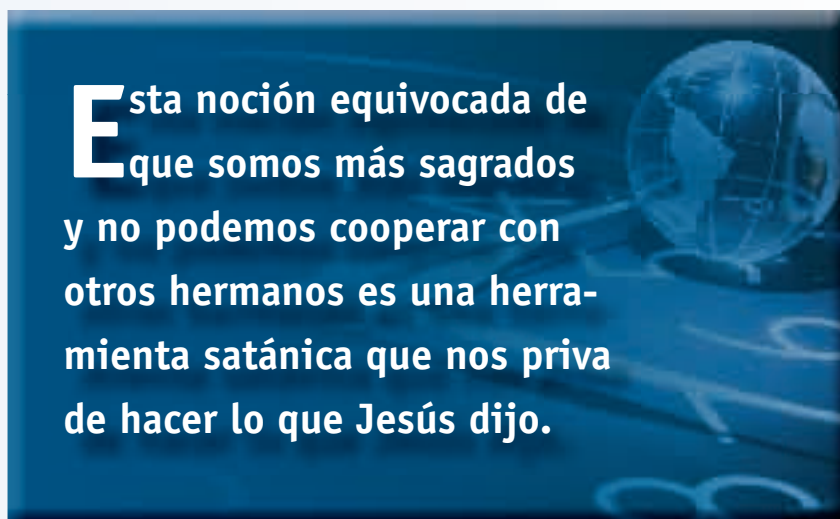 Esta noción equivocada de
que somos más sagrados
y no podemos cooperar con
otros hermanos es una herra-
mienta satánica que nos priva
de hacer lo que Jesús dijo.